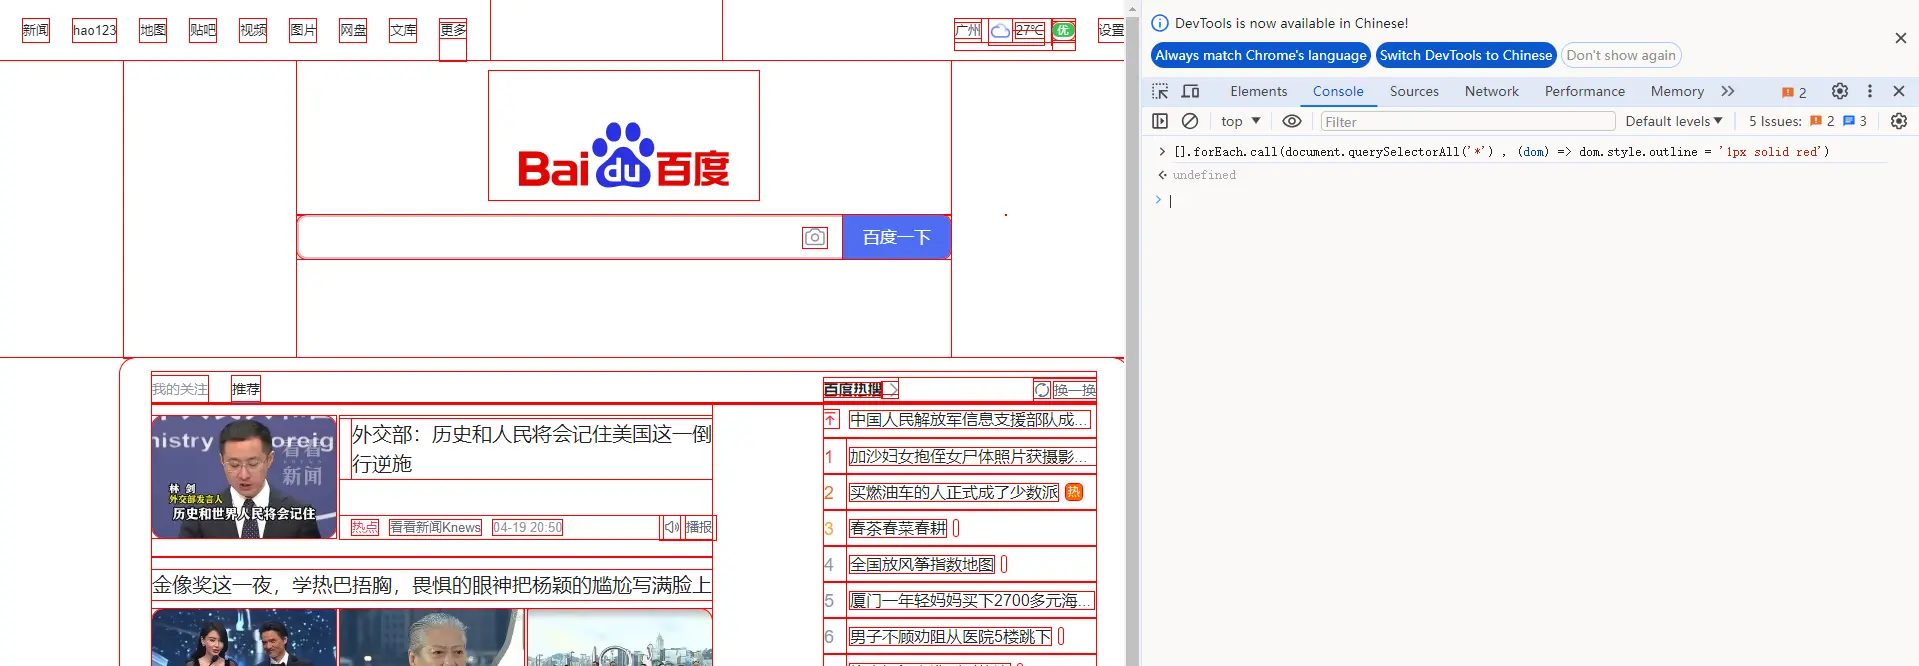 新闻 hao123 地图 贴吧 视频 图片 网盘 文库 更多 广州 27℃ 优 设置
Bai du 百度
百度一下
我的关注 推荐
nistry oreig
看看
新闻
林 剑
外交部发言人
历史和世界人民将会记住
外交部：历史和人民将会记住美国这一倒
行逆施
热点 看看新闻Knews 04-19 20:50 播报
金像奖这一夜，学热巴捂胸，畏惧的眼神把杨颖的尴尬写满脸上
百度热搜 换一换
中国人民解放军信息支援部队成...
1 加沙妇女抱侄女尸体照片获摄影...
2 买燃油车的人正式成了少数派 热
3 春茶春菜春耕
4 全国放风筝指数地图
5 厦门一年轻妈妈买下2700多元海...
6 男子不顾劝阻从医院5楼跳下
DevTools is now available in Chinese!
Always match Chrome's language Switch DevTools to Chinese Don't show again
Elements Console Sources Network Performance Memory 2
top Filter Default levels 5 Issues: 2 3
[].forEach.call(document.querySelectorAll('*') , (dom) => dom.style.outline = '1px solid red')
undefined